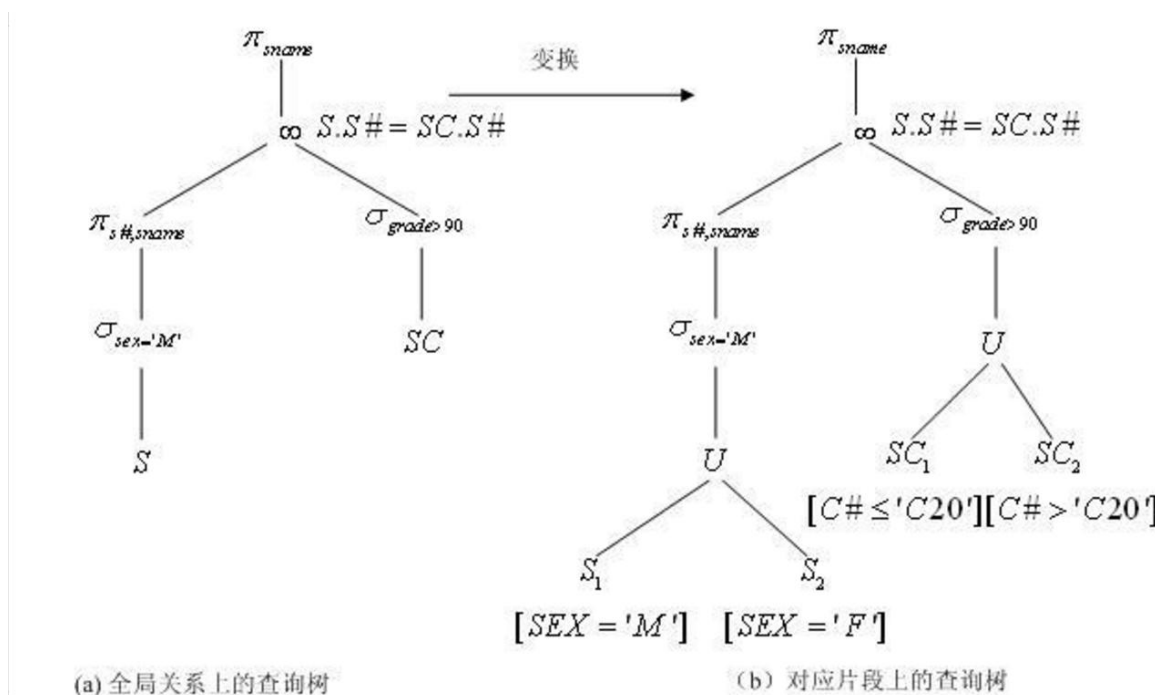 π sname
∞ S.S# = SC.S#
π s#,sname
σ grade>90
σ sex='M'
SC
S
(a) 全局关系上的查询树
变换
π sname
∞ S.S# = SC.S#
π s#,sname
σ grade>90
σ sex='M'
U
U
SC1
SC2
[C# ≤ 'C20'][C# > 'C20']
S1
S2
[SEX = 'M']
[SEX = 'F']
(b)对应片段上的查询树